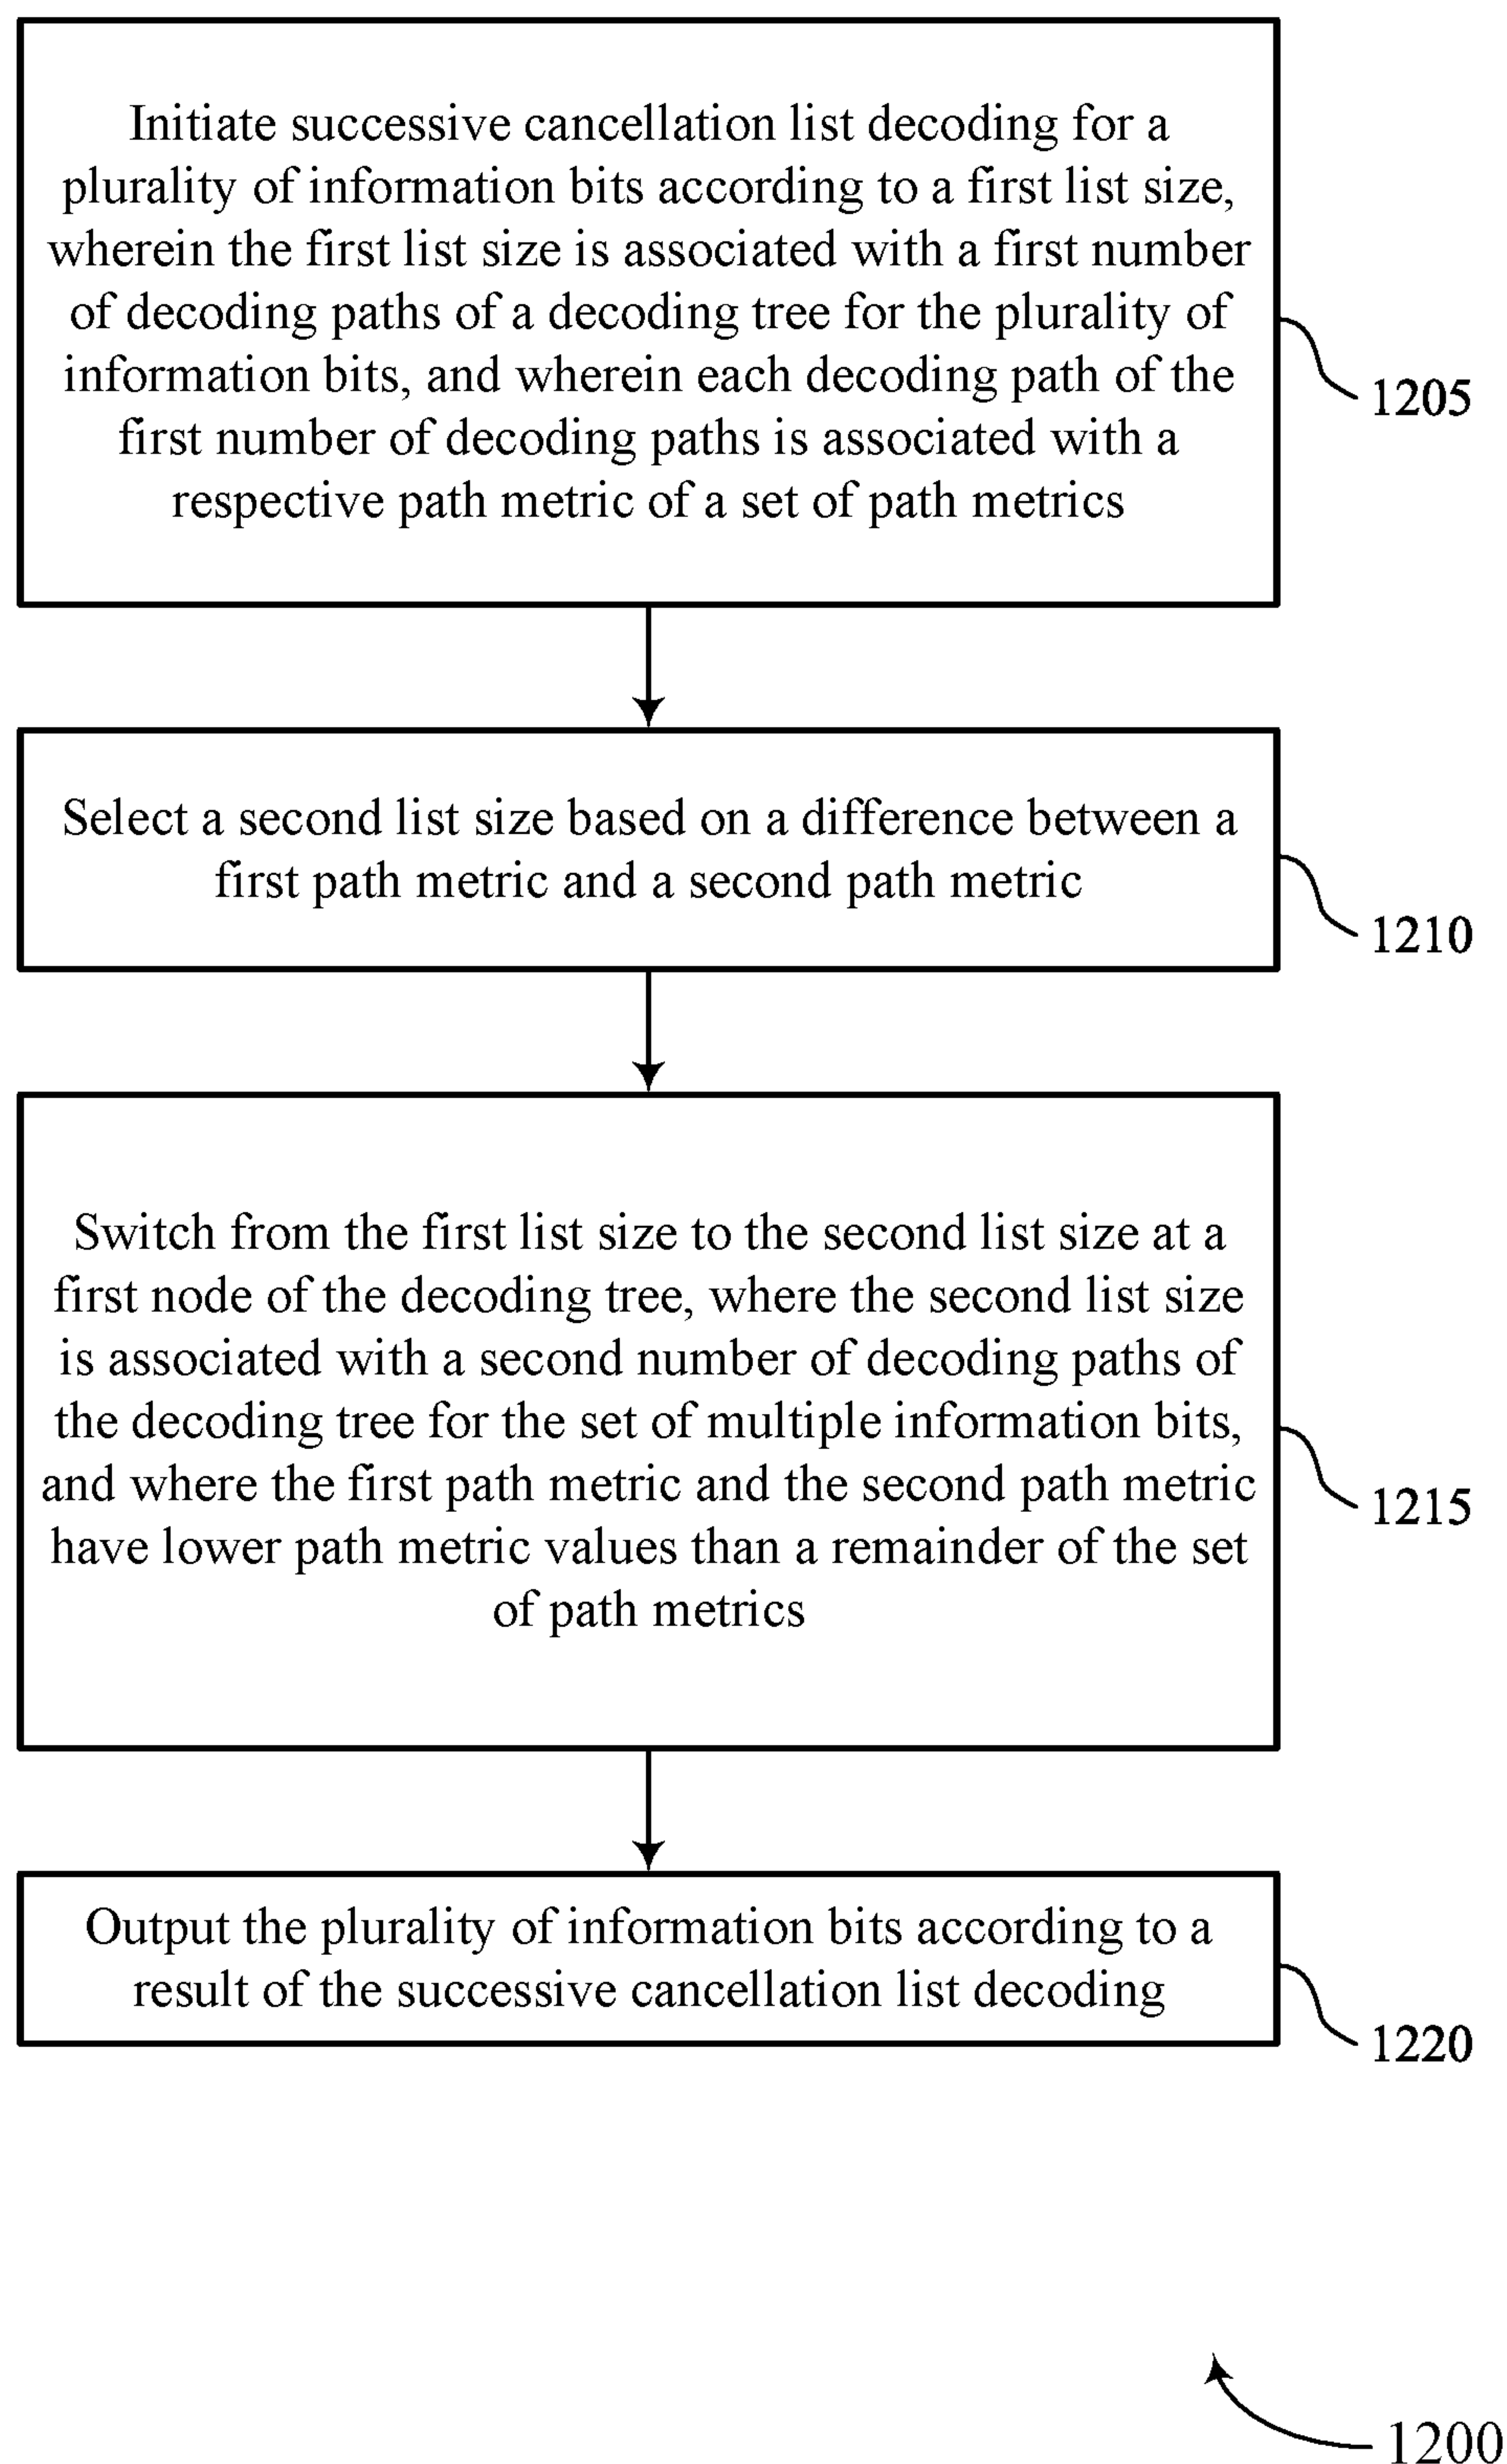 Initiate successive cancellation list decoding for a
plurality of information bits according to a first list size,
wherein the first list size is associated with a first number
of decoding paths of a decoding tree for the plurality of
information bits, and wherein each decoding path of the
first number of decoding paths is associated with a
respective path metric of a set of path metrics
1205
Select a second list size based on a difference between a
first path metric and a second path metric
1210
Switch from the first list size to the second list size at a
first node of the decoding tree, where the second list size
is associated with a second number of decoding paths of
the decoding tree for the set of multiple information bits,
and where the first path metric and the second path metric
have lower path metric values than a remainder of the set
of path metrics
1215
Output the plurality of information bits according to a
result of the successive cancellation list decoding
1220
1200